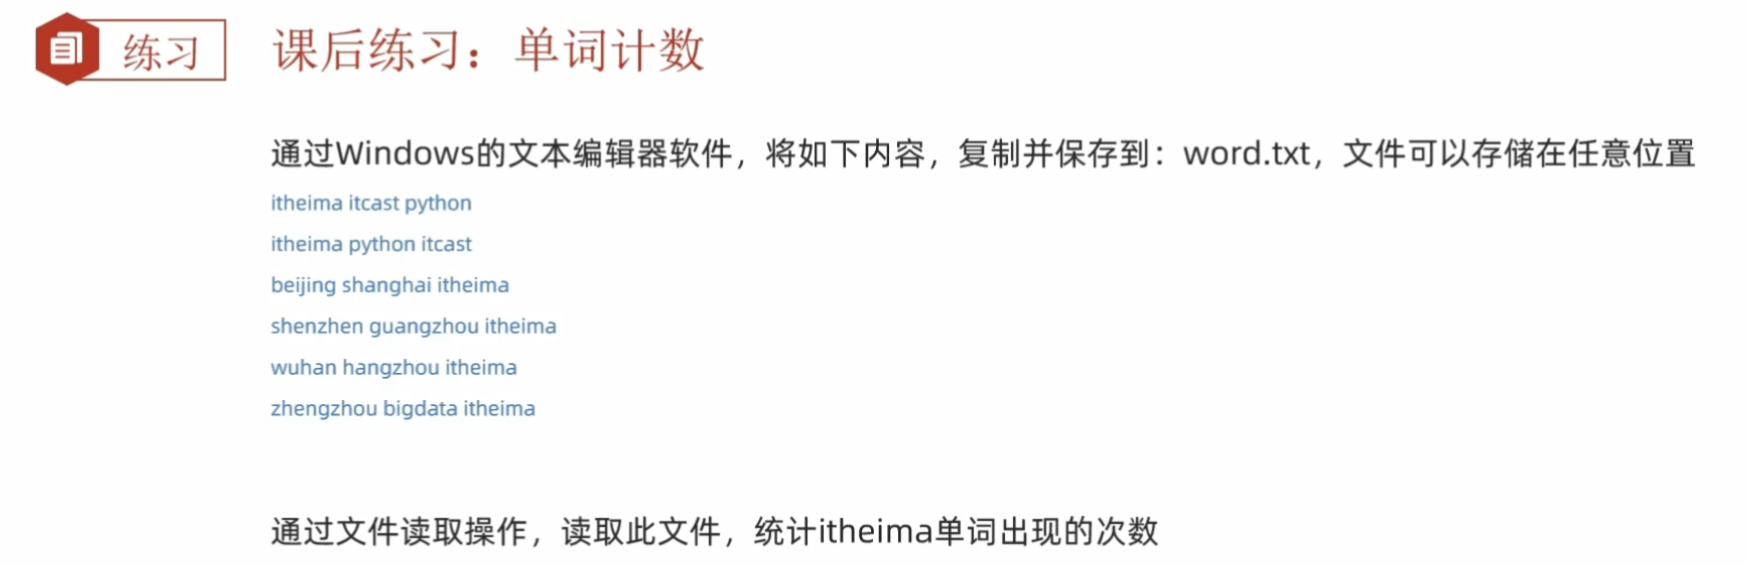 练习
课后练习：单词计数
通过Windows的文本编辑器软件，将如下内容，复制并保存到：word.txt，文件可以存储在任意位置
itheima itcast python
itheima python itcast
beijing shanghai itheima
shenzhen guangzhou itheima
wuhan hangzhou itheima
zhengzhou bigdata itheima
通过文件读取操作，读取此文件，统计itheima单词出现的次数